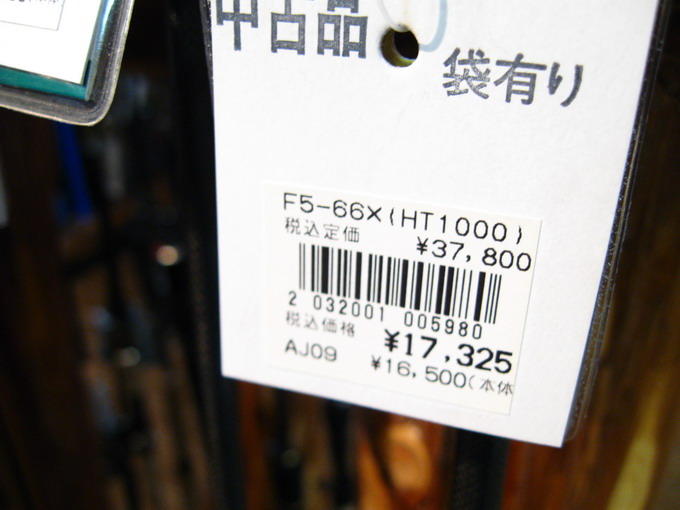 中古品
袋有り
F5-66X{HT1000}
税込定価 ¥37,800
2 032001 005980
税込価格 ¥17,325
AJ09 ¥16,500(本体